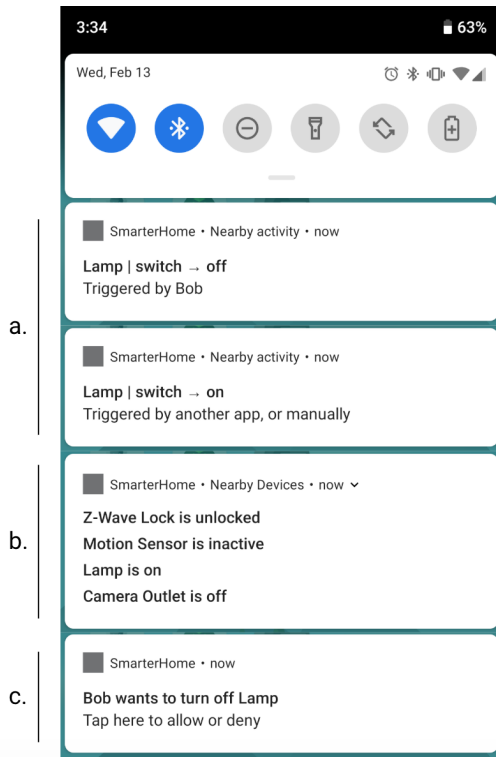 3:34 63%
Wed, Feb 13
a.
SmarterHome • Nearby activity • now
Lamp | switch → off
Triggered by Bob
SmarterHome • Nearby activity • now
Lamp | switch → on
Triggered by another app, or manually
b.
SmarterHome • Nearby Devices • now
Z-Wave Lock is unlocked
Motion Sensor is inactive
Lamp is on
Camera Outlet is off
c.
SmarterHome • now
Bob wants to turn off Lamp
Tap here to allow or deny